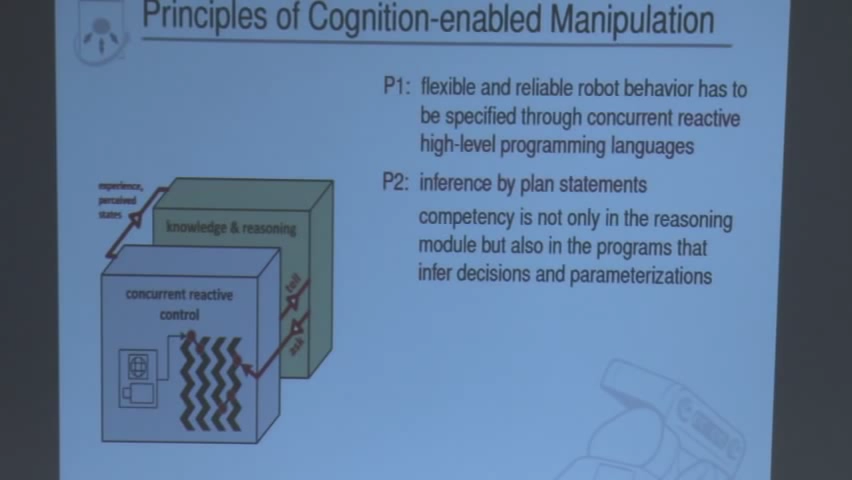 Principles of Cognition-enabled Manipulation
P1: flexible and reliable robot behavior has to
be specified through concurrent reactive
high-level programming languages
P2: inference by plan statements
competency is not only in the reasoning
module but also in the programs that
infer decisions and parameterizations
experience,
perceived
states
knowledge & reasoning
concurrent reactive
control
tell
ask